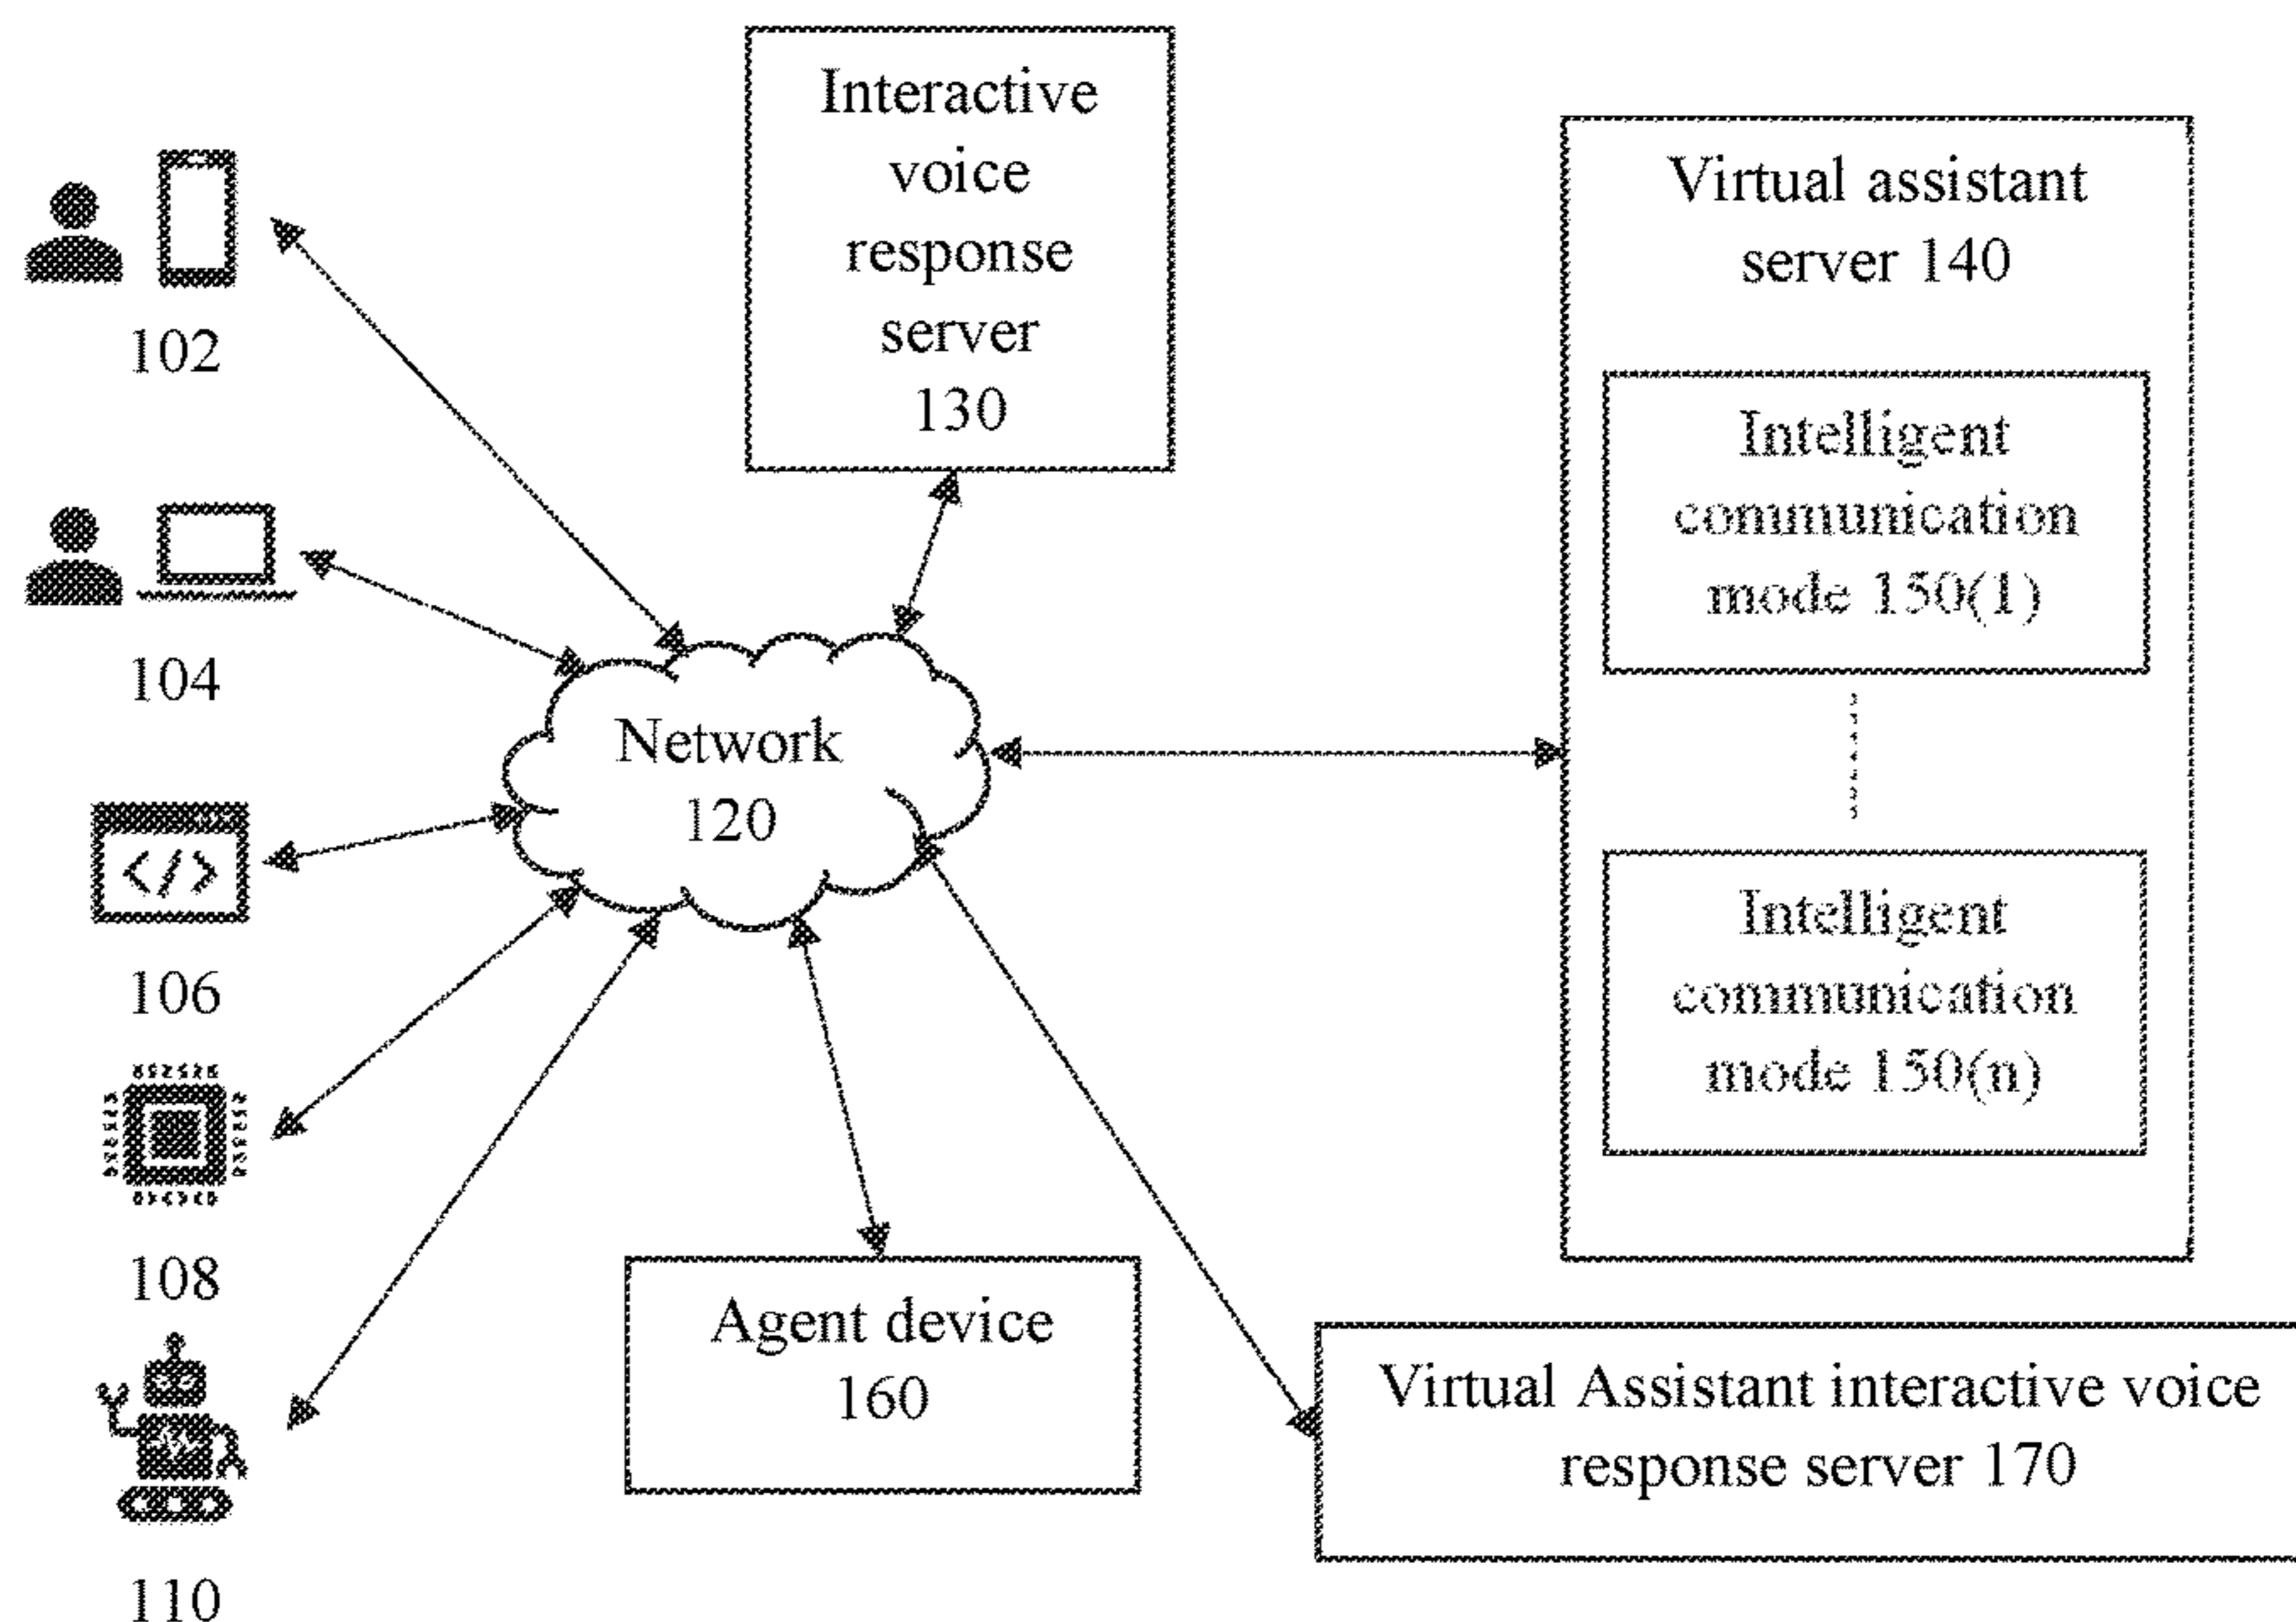 102
104
</>
106
108
110
Interactive
voice
response
server
130
Network
120
Agent device
160
Virtual assistant
server 140
Intelligent
communication
mode 150(1)
Intelligent
communication
mode 150(n)
Virtual Assistant interactive voice
response server 170